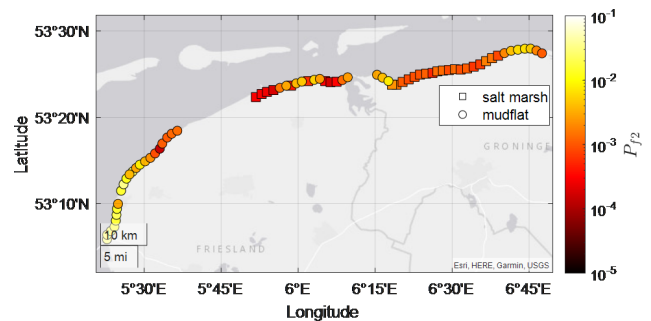 53°30'N
53°20'N
53°10'N
Latitude
salt marsh
mudflat
GRONINGE
FRIESLAND
10 km
5 mi
Esri, HERE, Garmin, USGS
5°30'E 5°45'E 6°E 6°15'E 6°30'E 6°45'E
Longitude
10⁻¹
10⁻²
10⁻³
10⁻⁴
10⁻⁵
P_{f2}